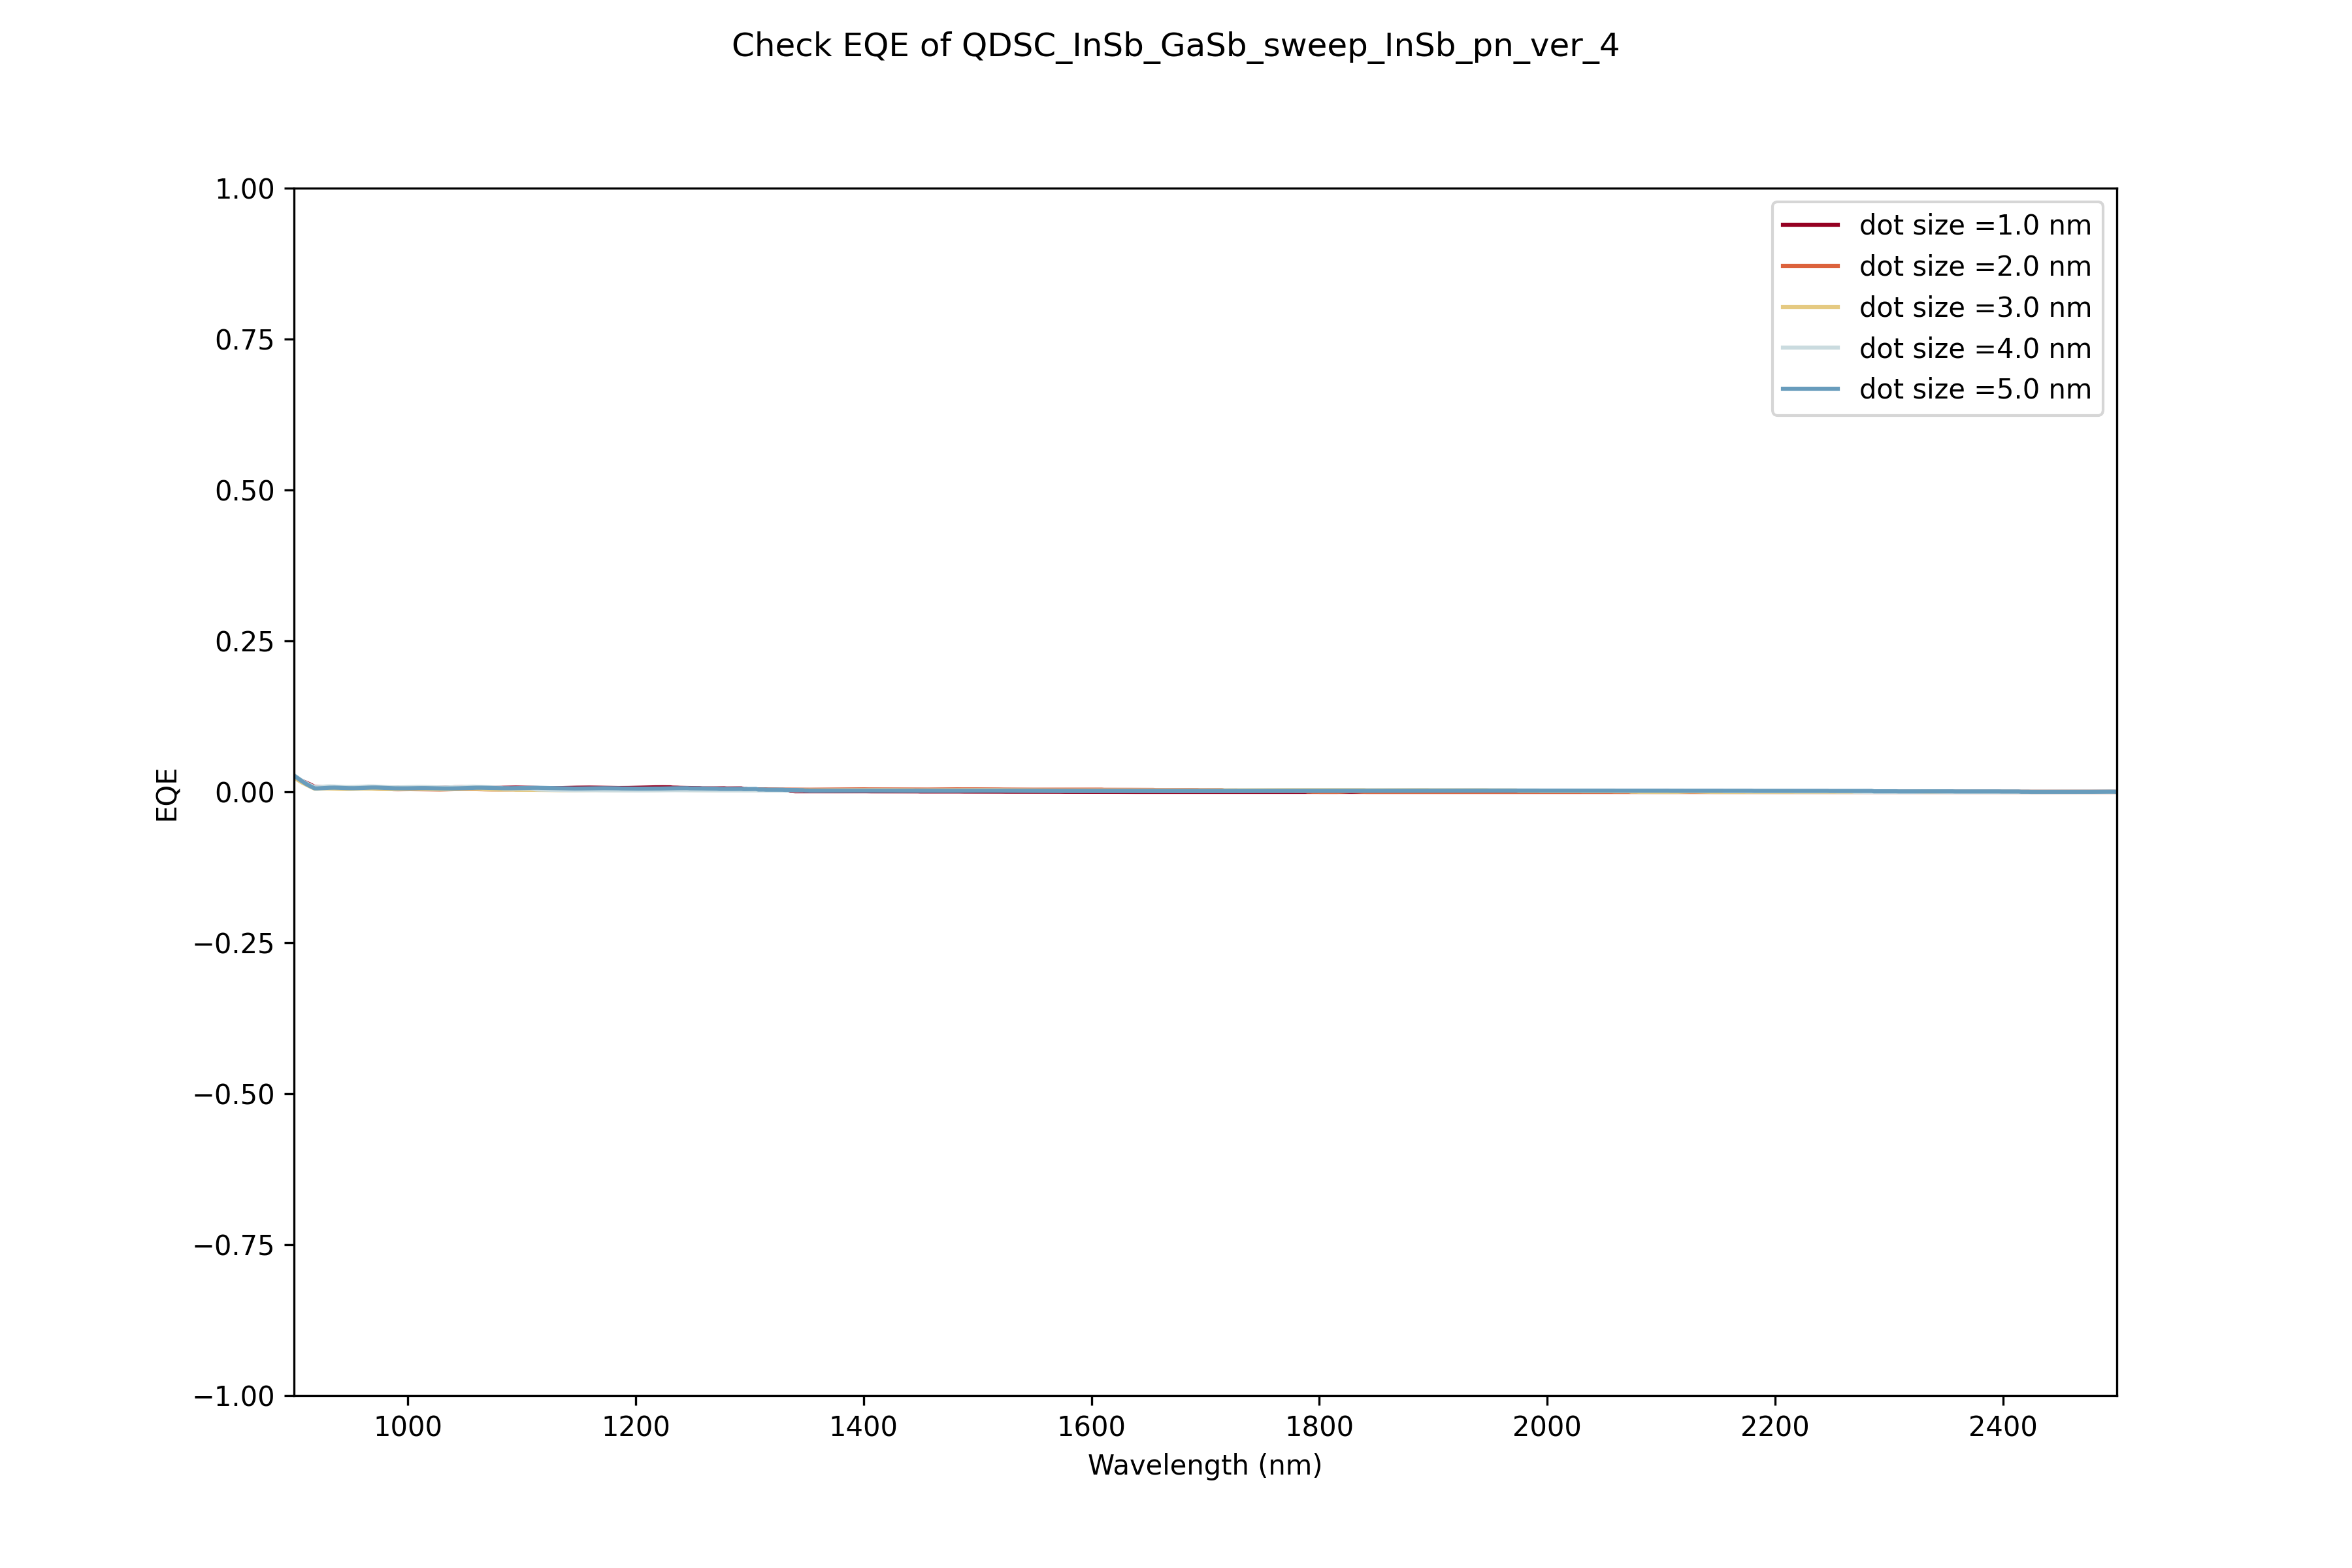 Check EQE of QDSC_InSb_GaSb_sweep_InSb_pn_ver_4
1.00
0.75
0.50
0.25
0.00
−0.25
−0.50
−0.75
−1.00
EQE
dot size =1.0 nm
dot size =2.0 nm
dot size =3.0 nm
dot size =4.0 nm
dot size =5.0 nm
1000 1200 1400 1600 1800 2000 2200 2400
Wavelength (nm)